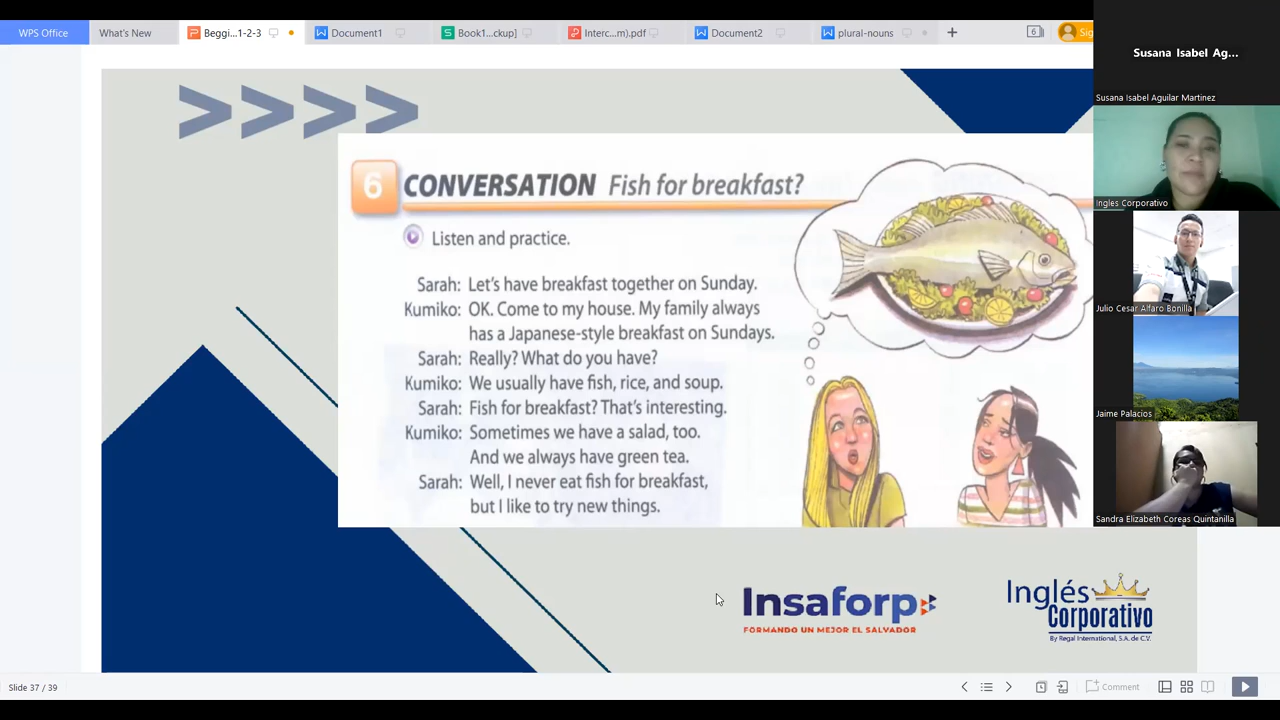 WPS Office
What's New
Beggi...1-2-3
Document1
Book1...ckup]
Interc...m).pdf
Document2
plural-nouns
6
Sig
Susana Isabel Ag...
Susana Isabel Aguilar Martinez
Ingles Corporativo
Julio Cesar Alfaro Bonilla
Jaime Palacios
Sandra Elizabeth Coreas Quintanilla
>>>>
6 CONVERSATION Fish for breakfast?
Listen and practice.
Sarah: Let's have breakfast together on Sunday.
Kumiko: OK. Come to my house. My family always
has a Japanese-style breakfast on Sundays.
Sarah: Really? What do you have?
Kumiko: We usually have fish, rice, and soup.
Sarah: Fish for breakfast? That's interesting.
Kumiko: Sometimes we have a salad, too.
And we always have green tea.
Sarah: Well, I never eat fish for breakfast,
but I like to try new things.
Insaforp
FORMANDO UN MEJOR EL SALVADOR
Inglés
Corporativo
By Regal International, S.A. de C.V.
Slide 37 / 39
Comment